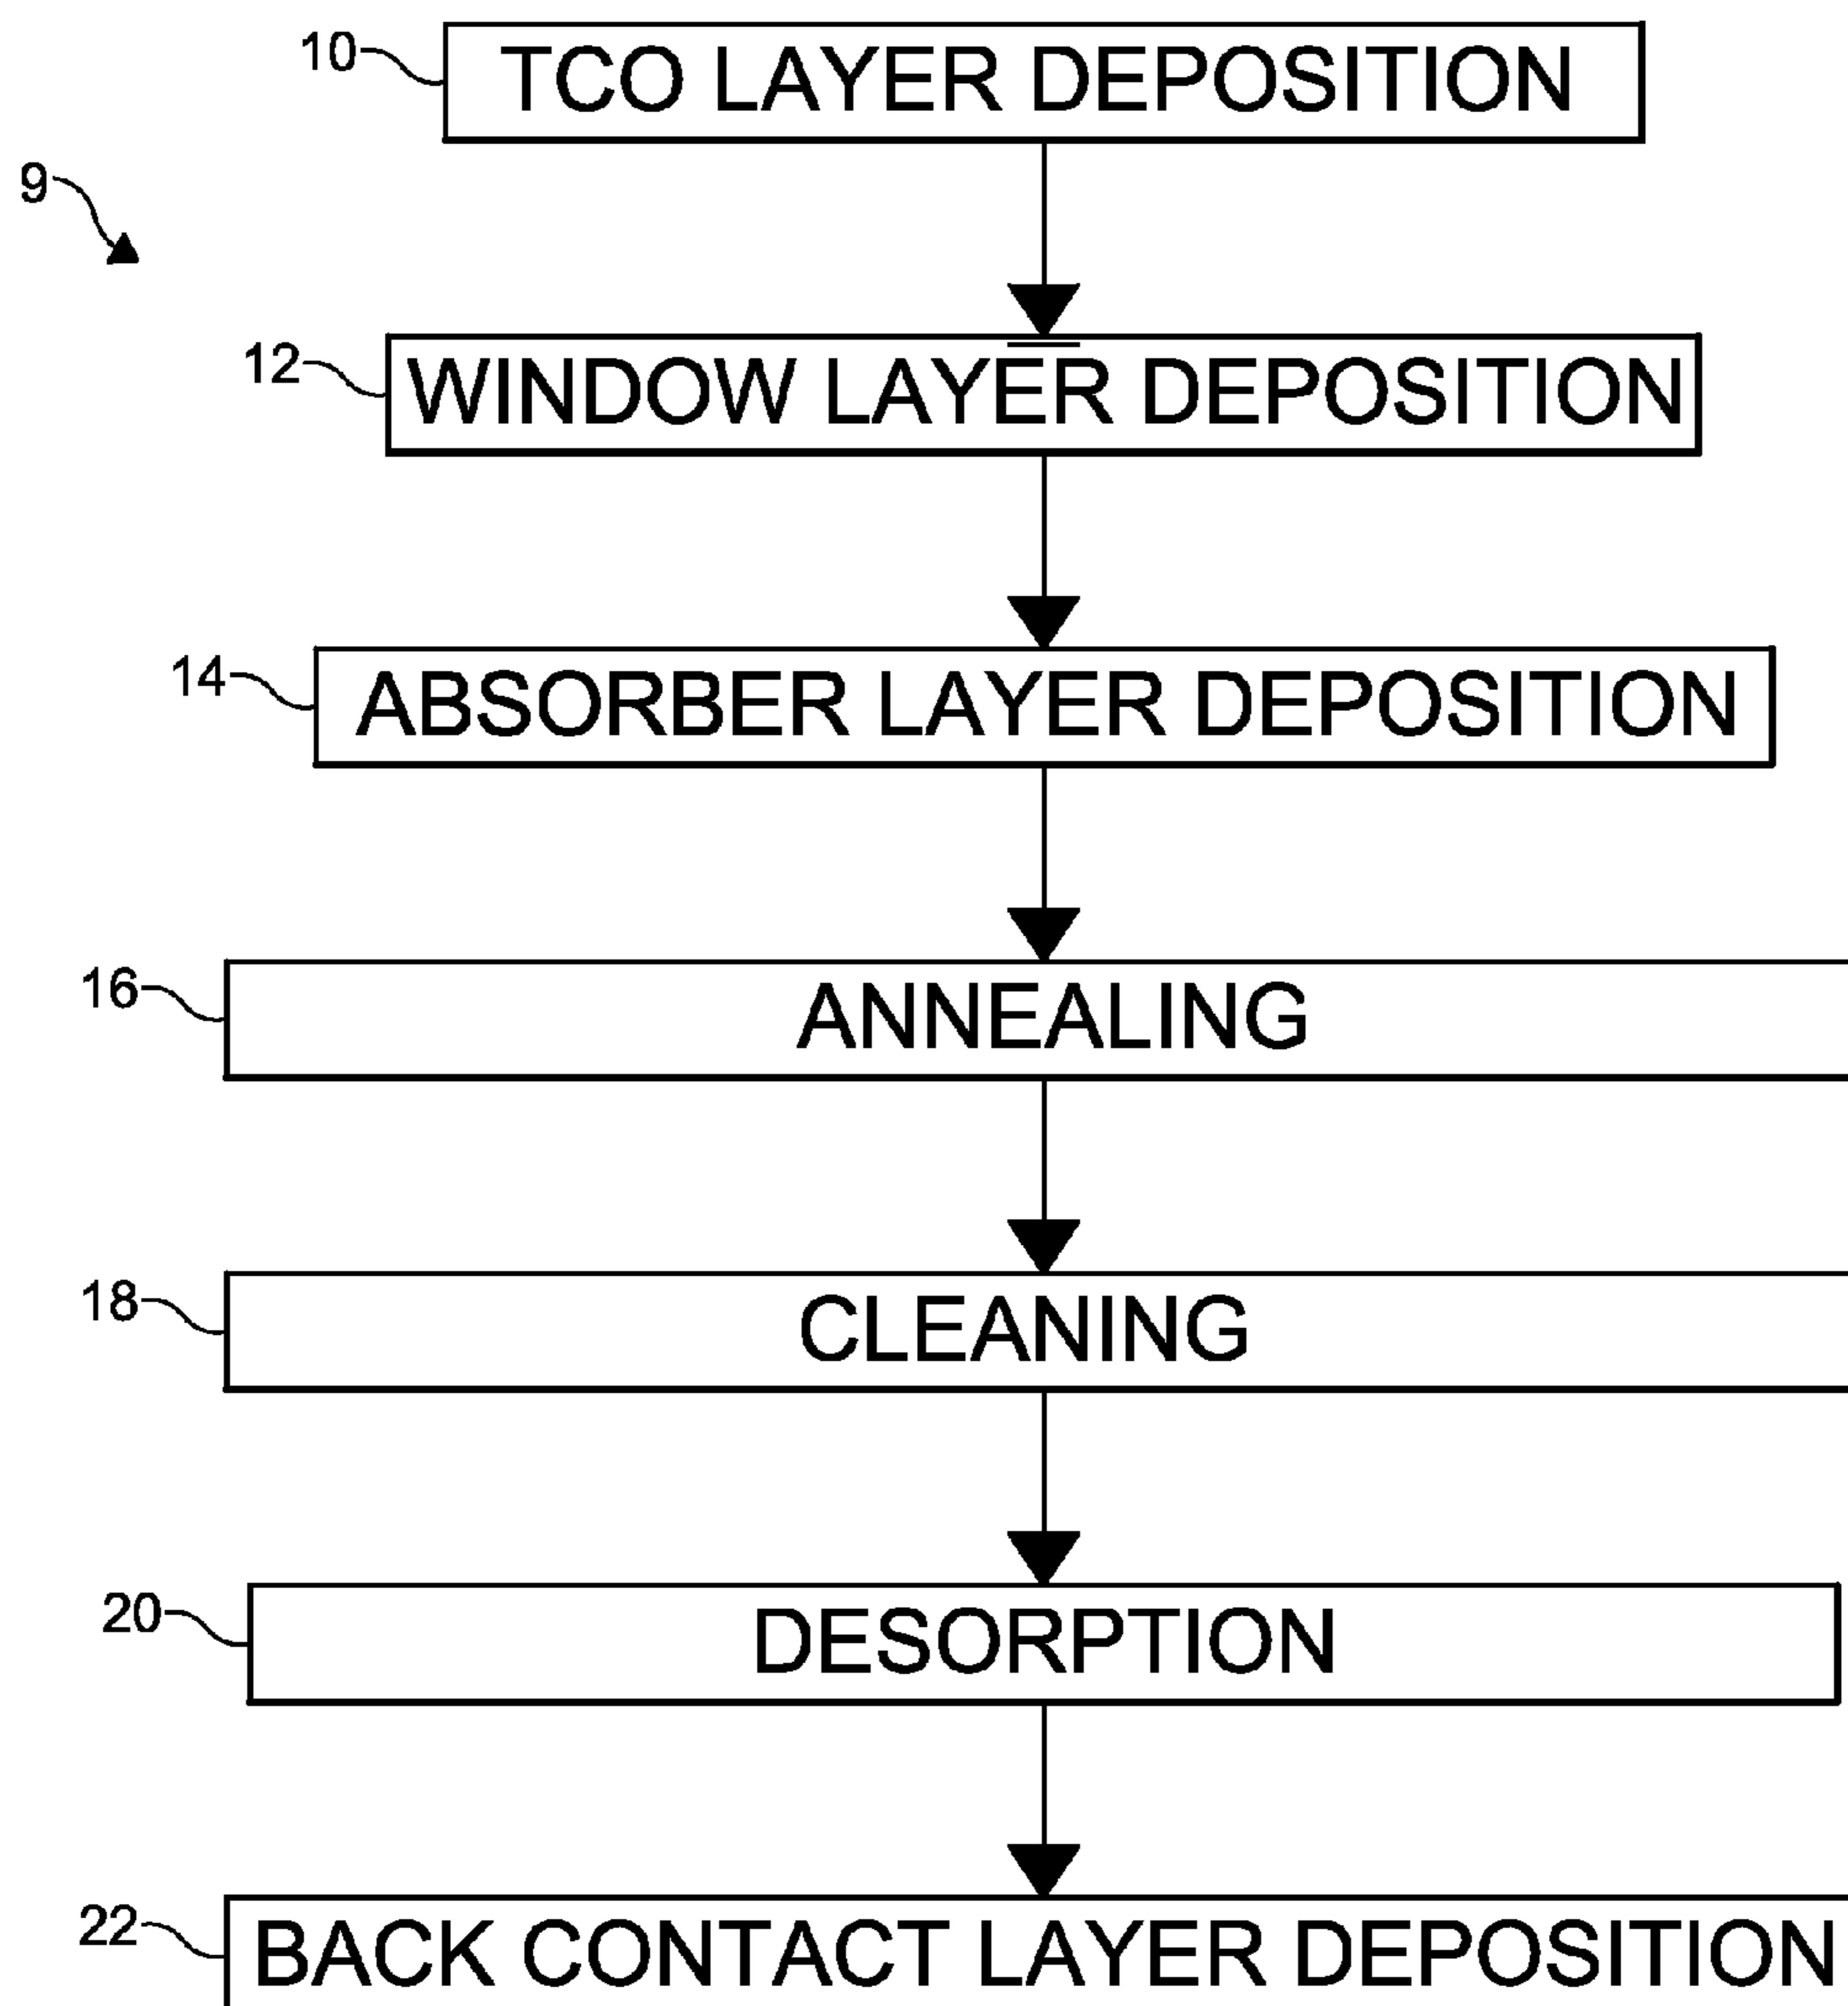 10 TCO LAYER DEPOSITION
9
12 WINDOW LAYER DEPOSITION
14 ABSORBER LAYER DEPOSITION
16 ANNEALING
18 CLEANING
20 DESORPTION
22 BACK CONTACT LAYER DEPOSITION